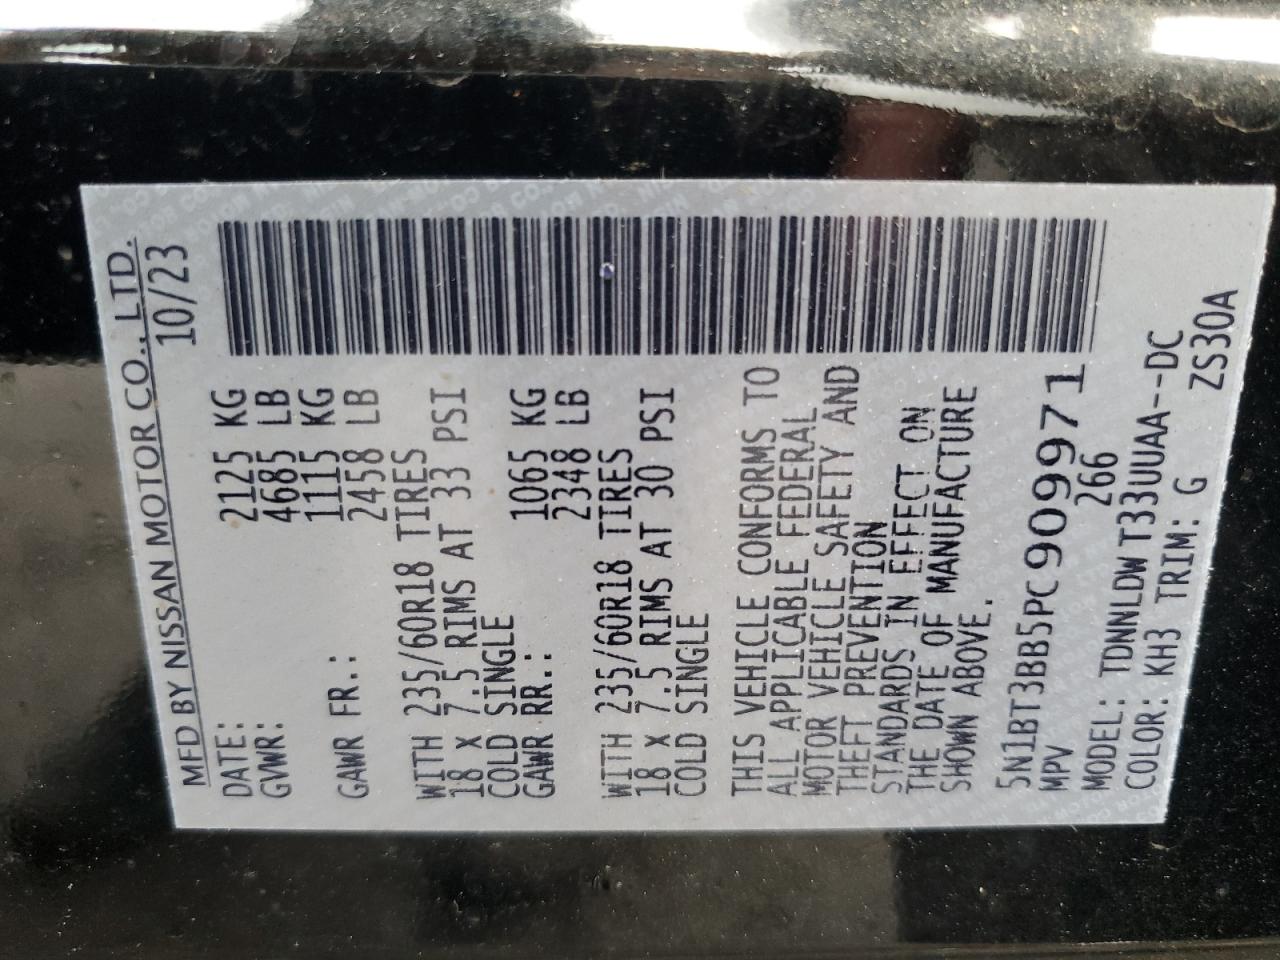 MFD BY NISSAN MOTOR CO., LTD.
DATE: 10/23
GVWR: 2125 KG
4685 LB
GAWR FR.: 1115 KG
2458 LB
WITH 235/60R18 TIRES
18 x 7.5 RIMS AT 33 PSI
COLD SINGLE
GAWR RR.: 1065 KG
2348 LB
WITH 235/60R18 TIRES
18 x 7.5 RIMS AT 30 PSI
COLD SINGLE
THIS VEHICLE CONFORMS TO
ALL APPLICABLE FEDERAL
MOTOR VEHICLE SAFETY AND
THEFT PREVENTION
STANDARDS IN EFFECT ON
THE DATE OF MANUFACTURE
SHOWN ABOVE.
5N1BT3BB5PC909971
MPV 266
MODEL: TDNNLDW T33UUAA--DC
COLOR: KH3 TRIM: G ZS30A